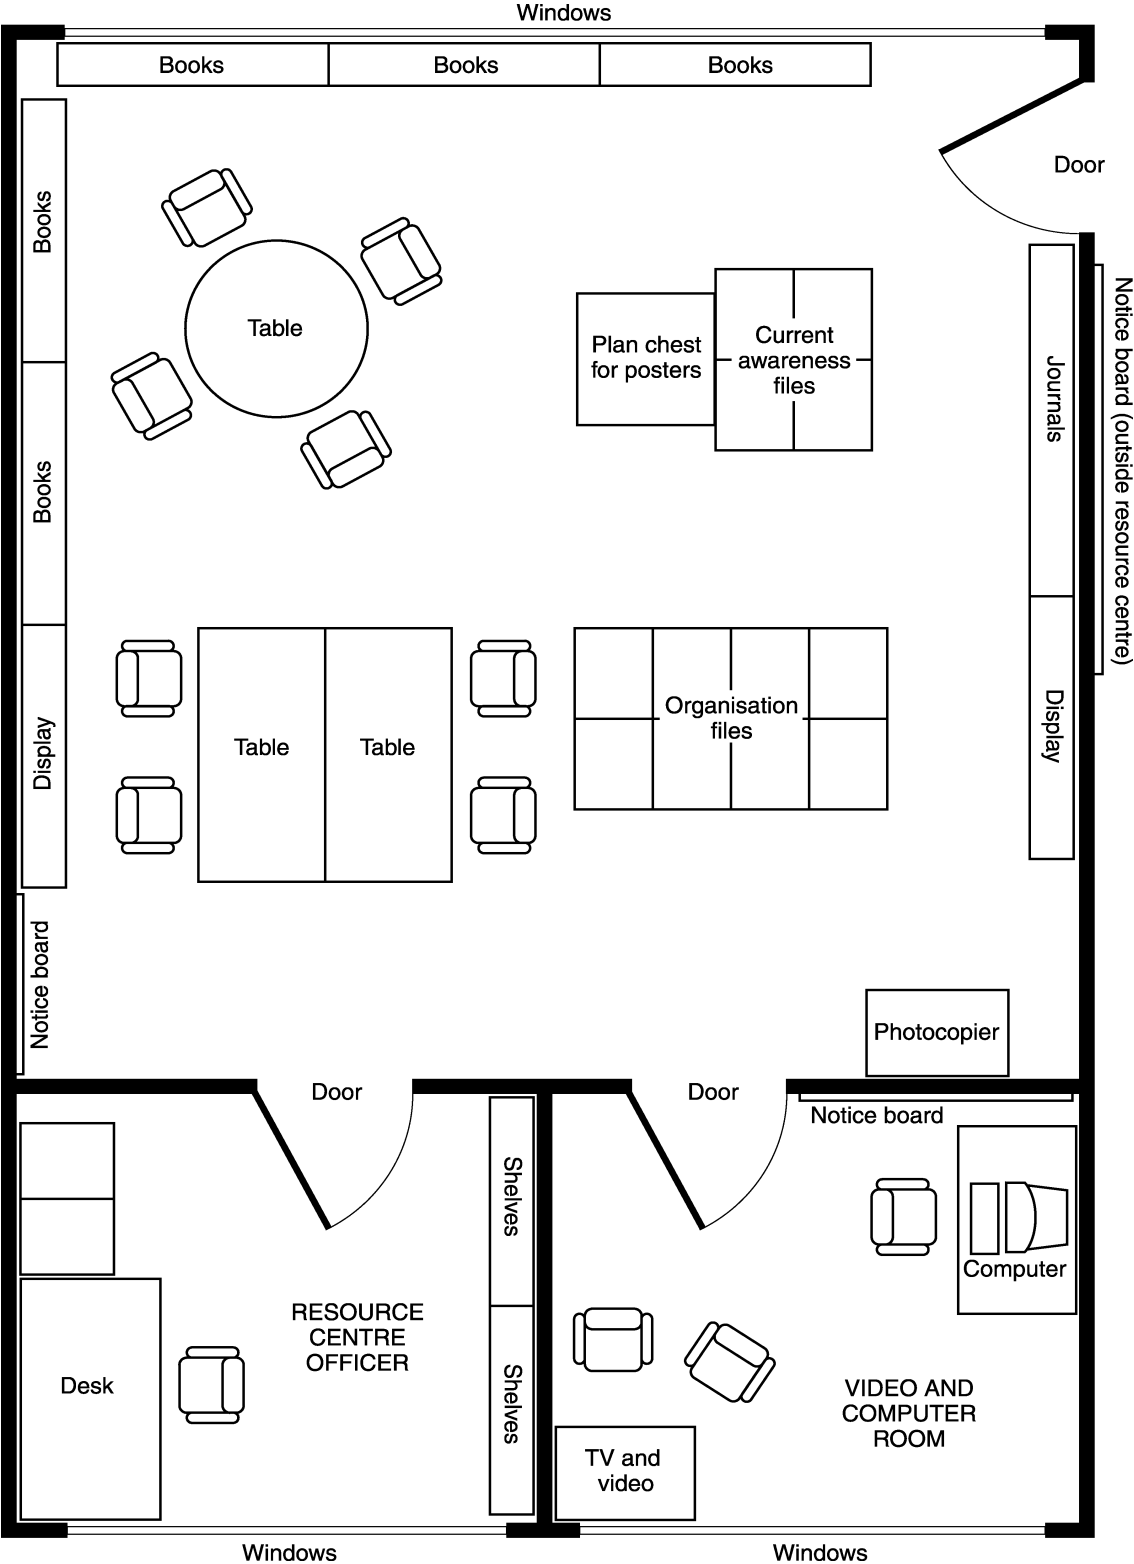 Windows
Books
Books
Books
Door
Books
Table
Plan chest
for posters
Current
awareness
files
Journals
Notice board (outside resource centre)
Books
Display
Table
Table
Organisation
files
Display
Notice board
Photocopier
Door
Door
Notice board
Shelves
Computer
RESOURCE
CENTRE
OFFICER
Desk
Shelves
VIDEO AND
COMPUTER
ROOM
TV and
video
Windows
Windows